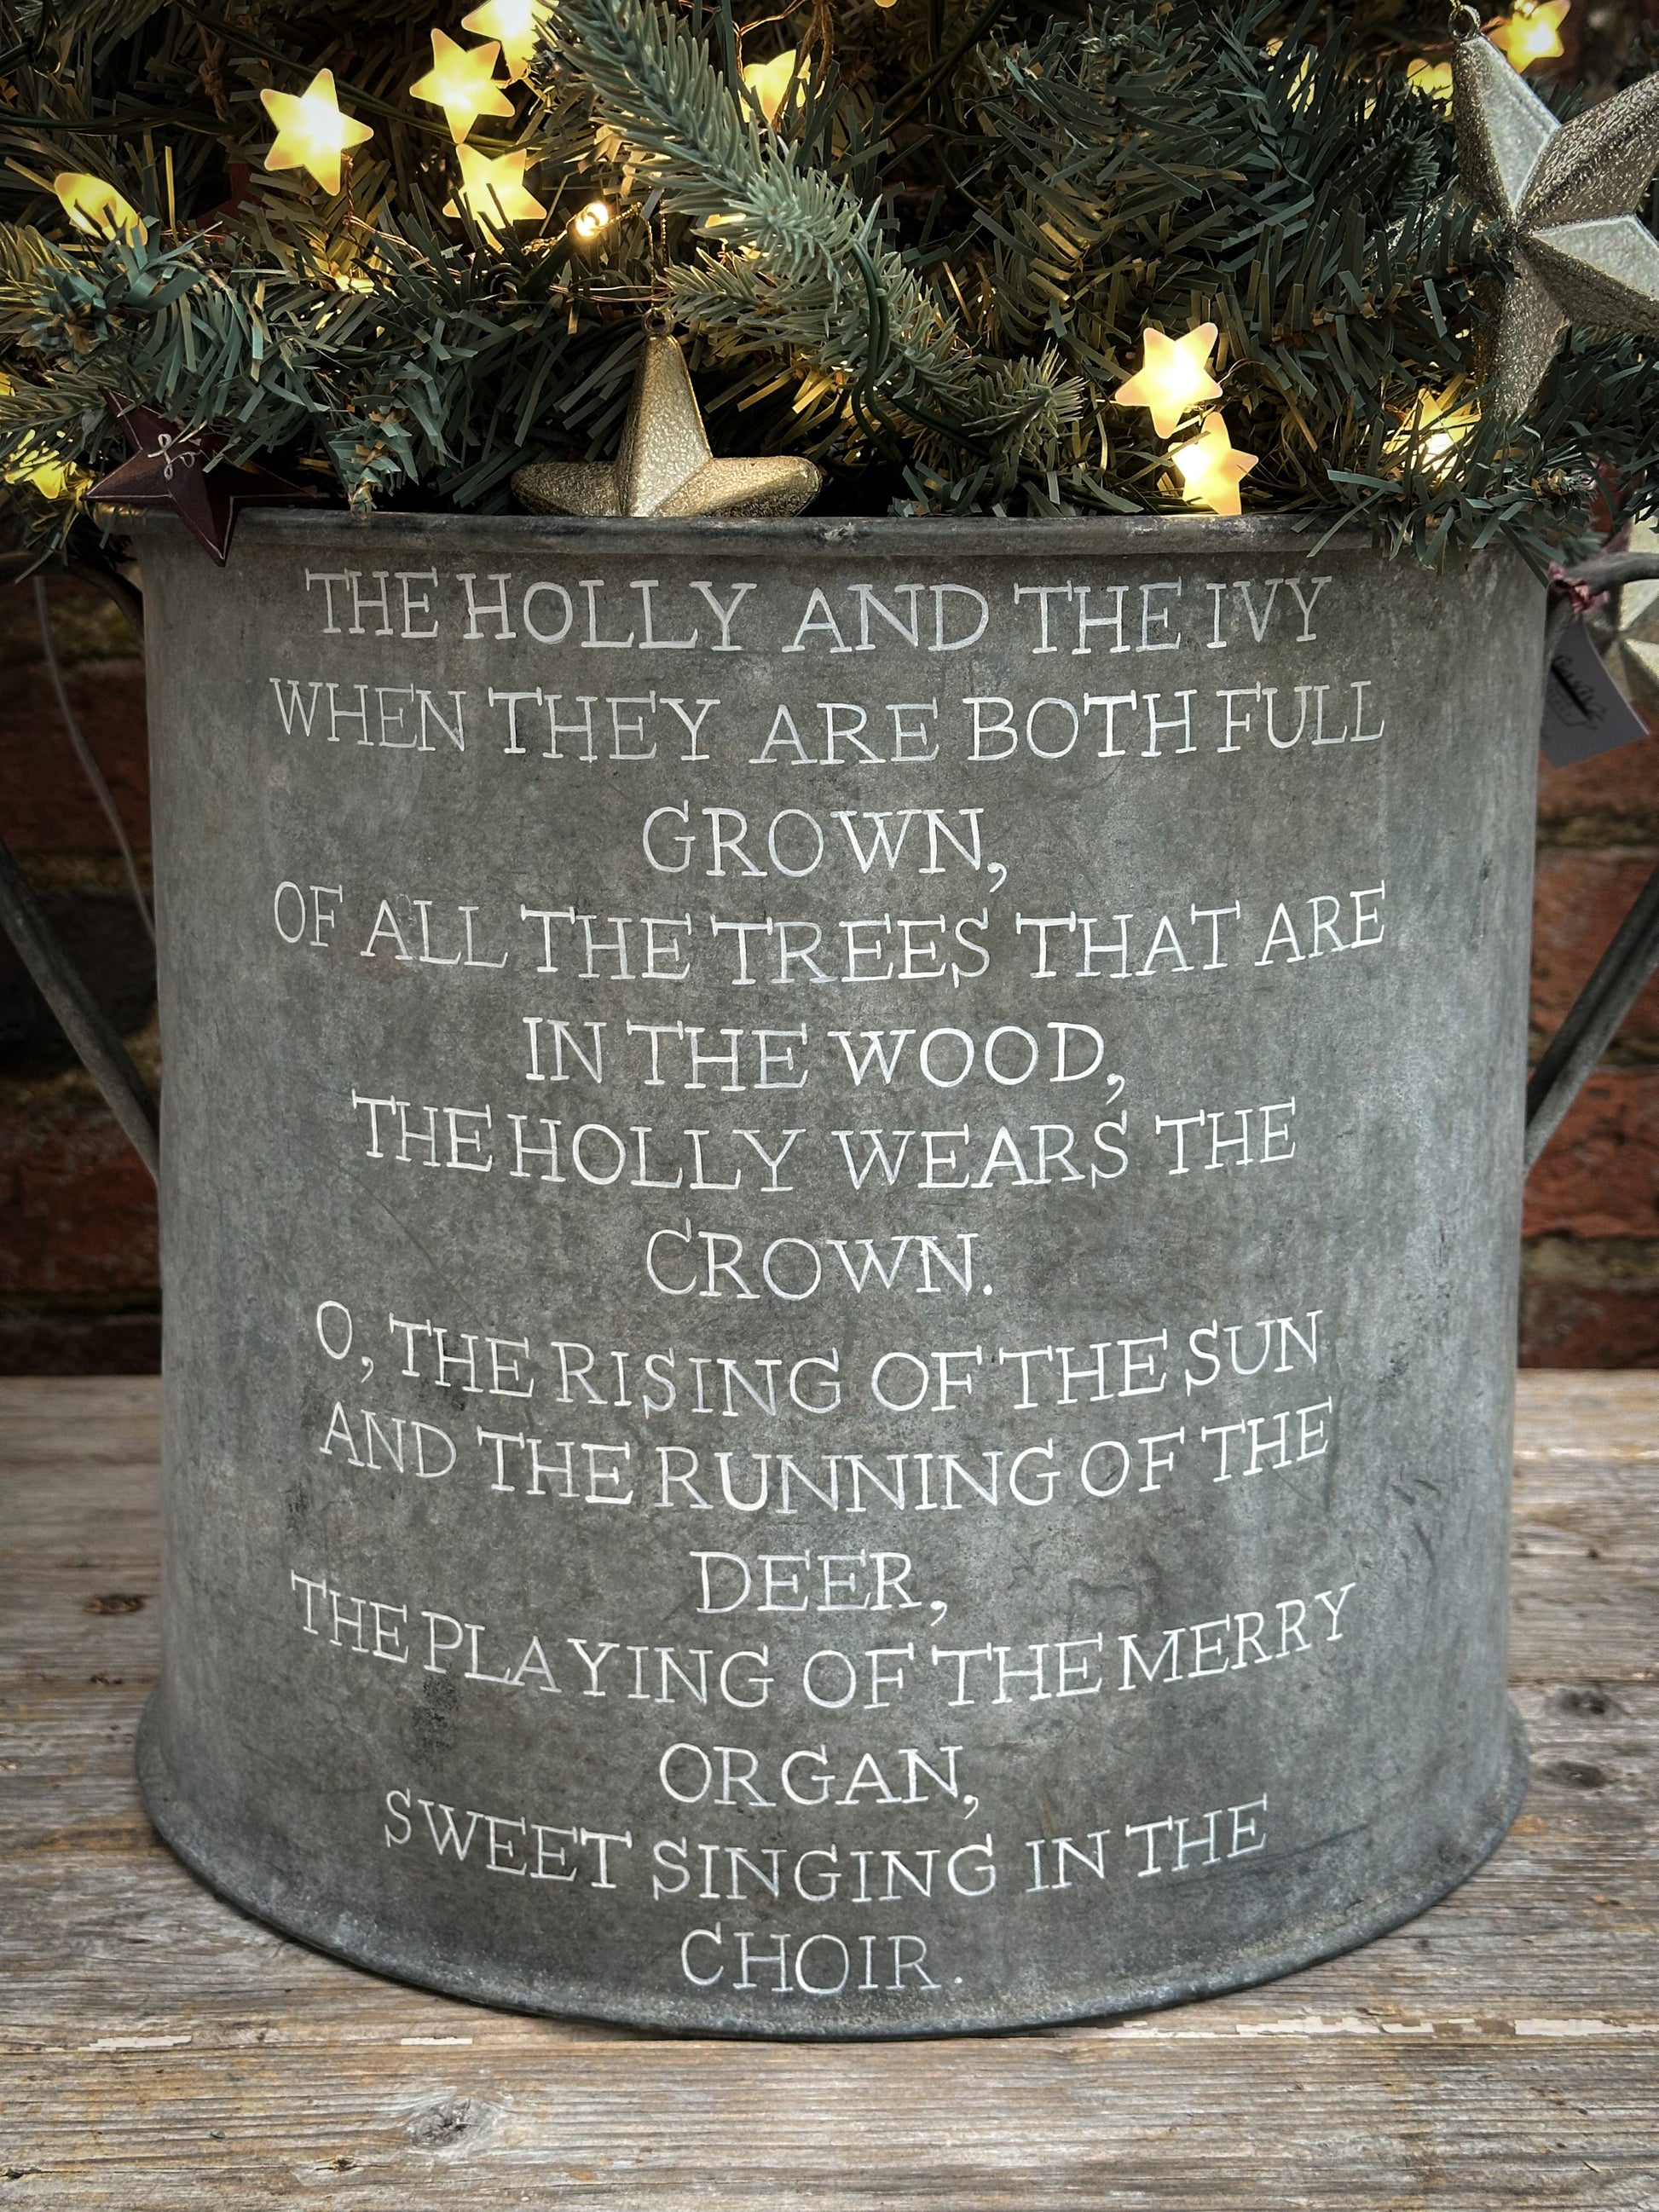 THE HOLLY AND THE IVY
WHEN THEY ARE BOTH FULL
GROWN,
OF ALL THE TREES THAT ARE
IN THE WOOD,
THE HOLLY WEARS THE
CROWN.
O, THE RISING OF THE SUN
AND THE RUNNING OF THE
DEER,
THE PLAYING OF THE MERRY
ORGAN,
SWEET SINGING IN THE
CHOIR.